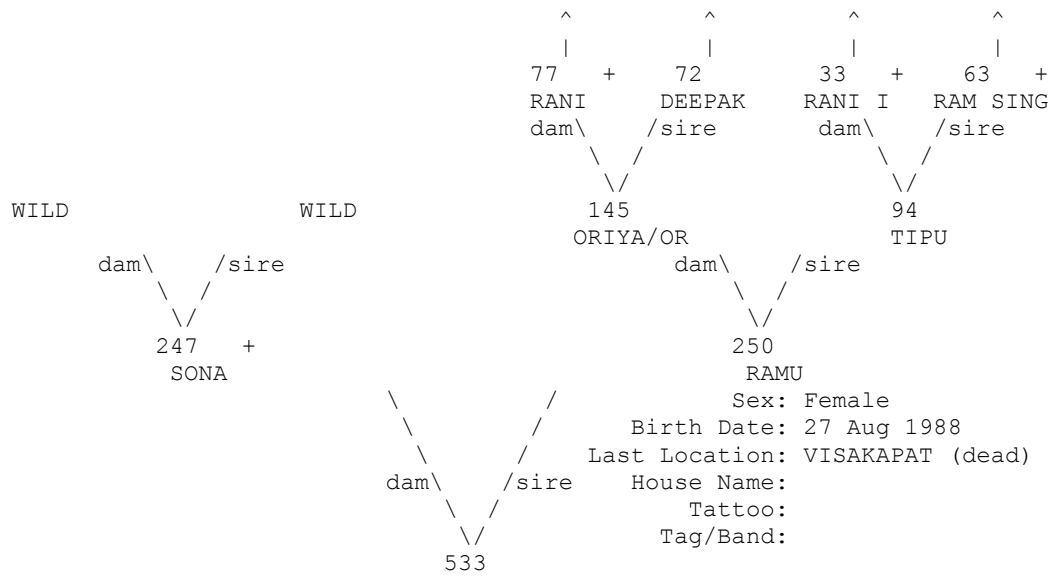 ^ ^ ^ ^
| | | |
77 + 72 33 + 63 +
RANI DEEPAK RANI I RAM SING
dam\ /sire dam\ /sire
\ / \ /
\/ \/
WILD WILD 145 94
ORIYA/OR TIPU
dam\ /sire dam\ /sire
\ / \ /
\/ \/
247 + 250
SONA RAMU
\ / Sex: Female
\ / Birth Date: 27 Aug 1988
\ / Last Location: VISAKAPAT (dead)
dam\ /sire House Name:
\ / Tattoo:
\/ Tag/Band:
533